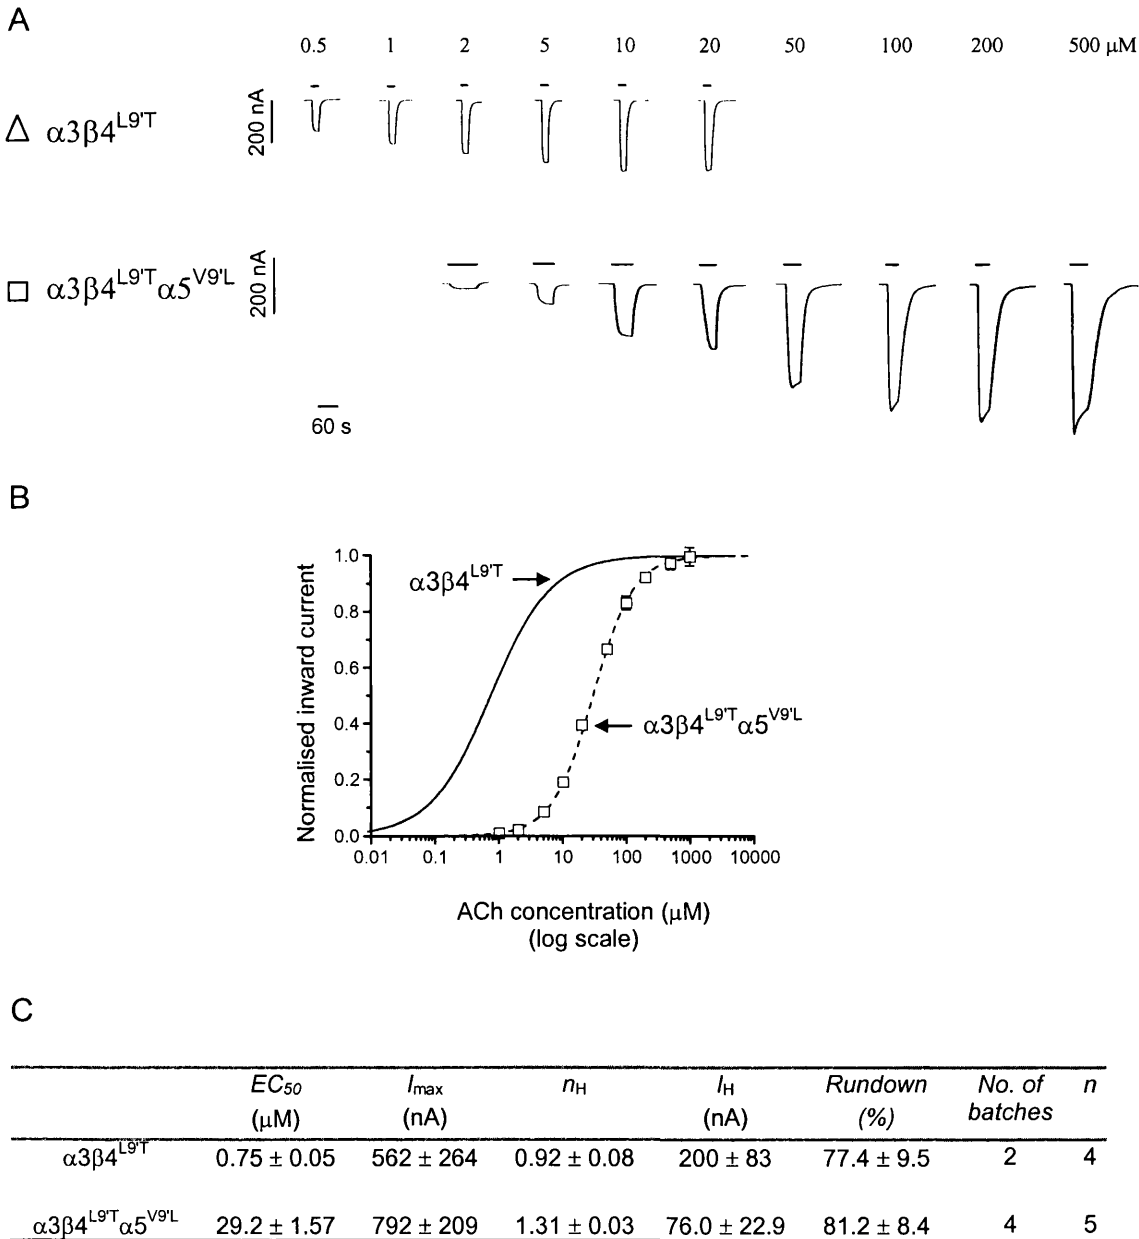 A
0.5 1 2 5 10 20 50 100 200 500 μM
200 nA
Δ α3β4L9'T
200 nA
□ α3β4L9'Tα5V9'L
60 s
B
Normalised inward current
1.0
0.8
0.6
0.4
0.2
0.0
α3β4L9'T
α3β4L9'Tα5V9'L
0.01 0.1 1 10 100 1000 10000
ACh concentration (μM)
(log scale)
C
EC50 Imax nH IH Rundown No. of n
(μM) (nA) (nA) (%) batches
α3β4L9'T 0.75 ± 0.05 562 ± 264 0.92 ± 0.08 200 ± 83 77.4 ± 9.5 2 4
α3β4L9'Tα5V9'L 29.2 ± 1.57 792 ± 209 1.31 ± 0.03 76.0 ± 22.9 81.2 ± 8.4 4 5